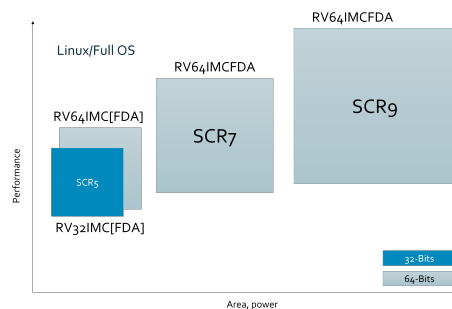 RV64IMCFDA
Linux/Full OS
RV64IMCFDA
SCR9
RV64IMC[FDA]
SCR7
SCR5
Performance
RV32IMC[FDA]
32-Bits
64-Bits
Area, power